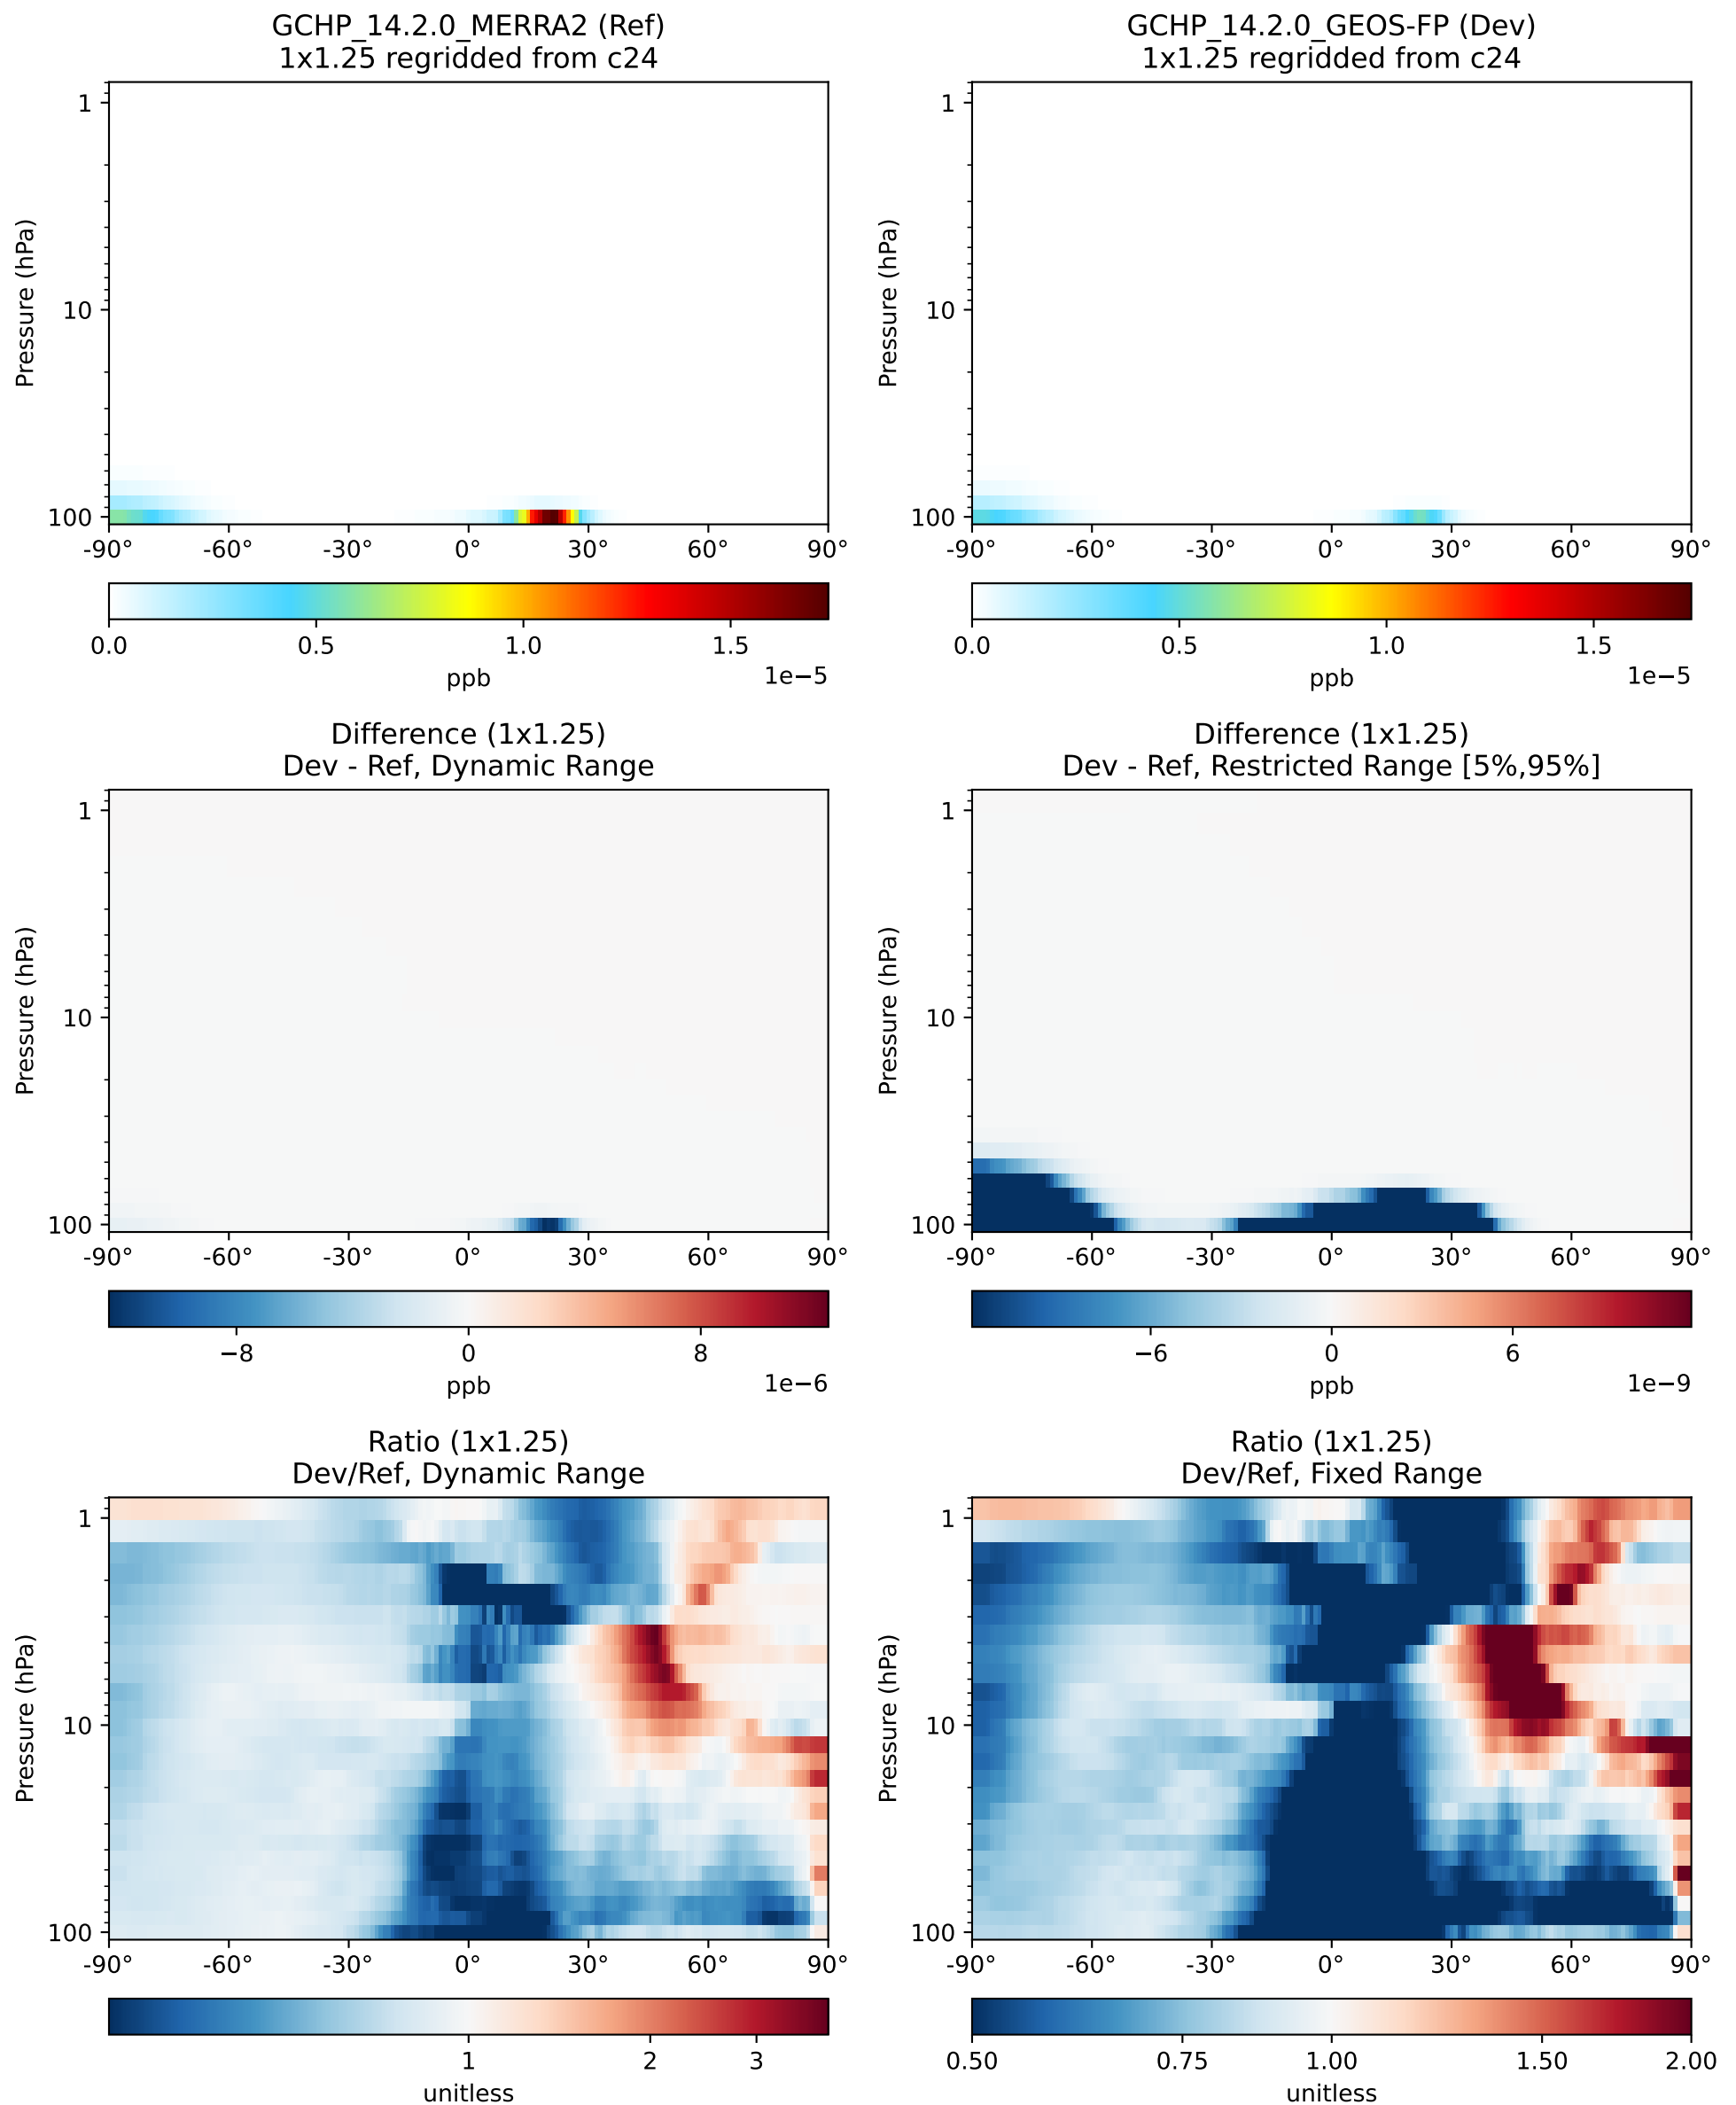 GCHP_14.2.0_MERRA2 (Ref)
1x1.25 regridded from c24
Pressure (hPa)
1
10
100
-90° -60° -30° 0° 30° 60° 90°
0.0 0.5 1.0 1.5
1e−5
ppb
GCHP_14.2.0_GEOS-FP (Dev)
1x1.25 regridded from c24
Pressure (hPa)
1
10
100
-90° -60° -30° 0° 30° 60° 90°
0.0 0.5 1.0 1.5
1e−5
ppb
Difference (1x1.25)
Dev - Ref, Dynamic Range
Pressure (hPa)
1
10
100
-90° -60° -30° 0° 30° 60° 90°
−8 0 8
1e−6
ppb
Difference (1x1.25)
Dev - Ref, Restricted Range [5%,95%]
Pressure (hPa)
1
10
100
-90° -60° -30° 0° 30° 60° 90°
−6 0 6
1e−9
ppb
Ratio (1x1.25)
Dev/Ref, Dynamic Range
Pressure (hPa)
1
10
100
-90° -60° -30° 0° 30° 60° 90°
1 2 3
unitless
Ratio (1x1.25)
Dev/Ref, Fixed Range
Pressure (hPa)
1
10
100
-90° -60° -30° 0° 30° 60° 90°
0.50 0.75 1.00 1.50 2.00
unitless